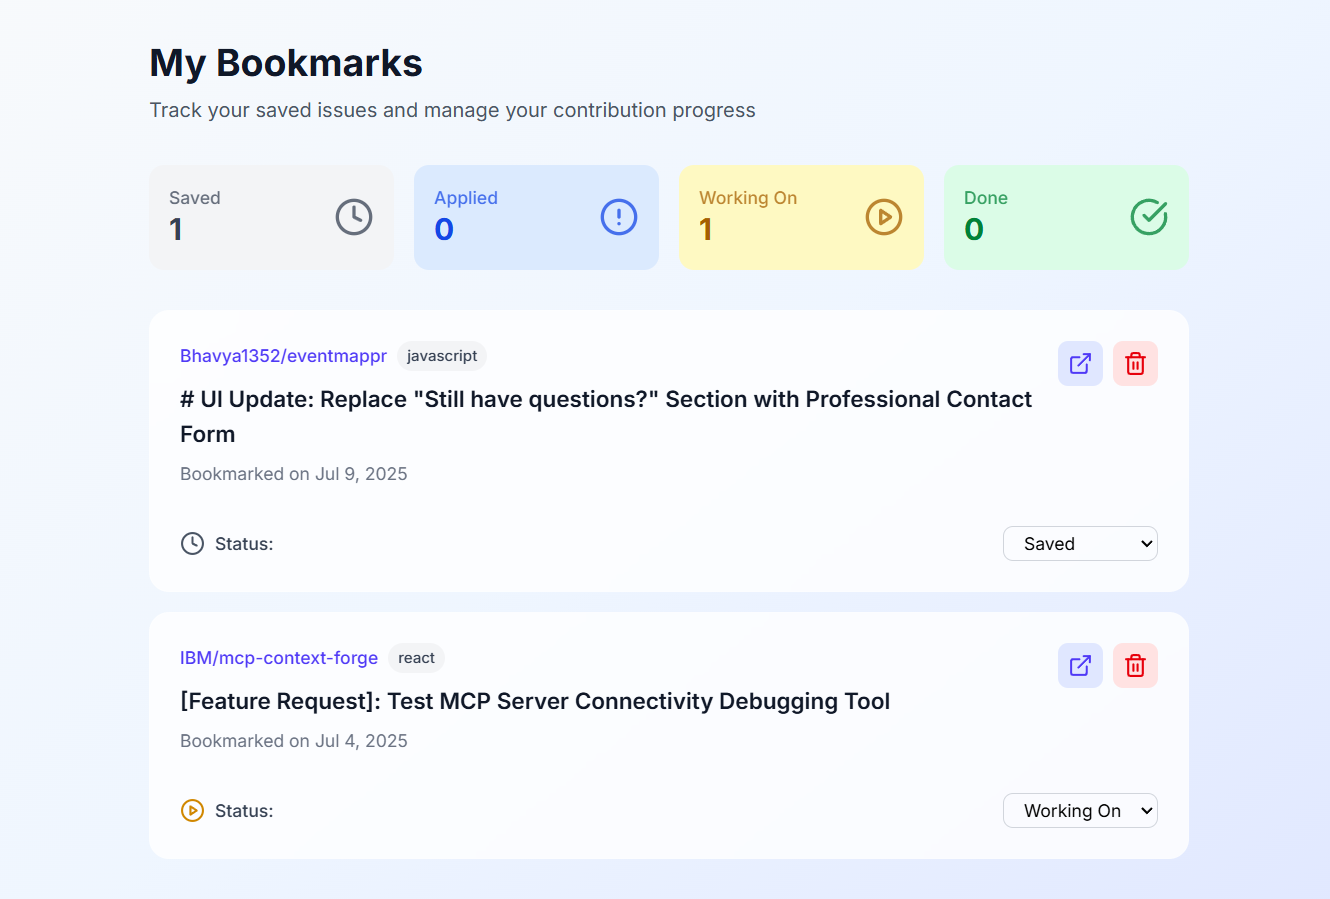 My Bookmarks
Track your saved issues and manage your contribution progress
Saved
1
Applied
0
Working On
1
Done
0
Bhavya1352/eventmappr javascript
# UI Update: Replace "Still have questions?" Section with Professional Contact
Form
Bookmarked on Jul 9, 2025
Status: Saved
IBM/mcp-context-forge react
[Feature Request]: Test MCP Server Connectivity Debugging Tool
Bookmarked on Jul 4, 2025
Status: Working On